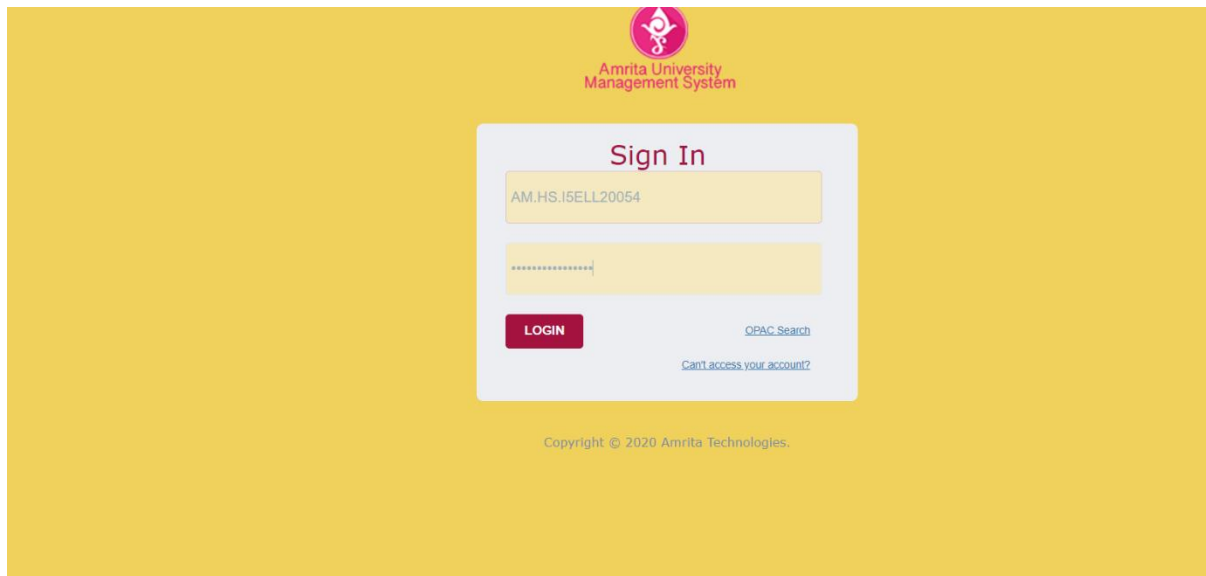 Amrita University
Management System
Sign In
AM.HS.I5ELL20054
••••••••••••••••
LOGIN
OPAC Search
Can't access your account?
Copyright © 2020 Amrita Technologies.